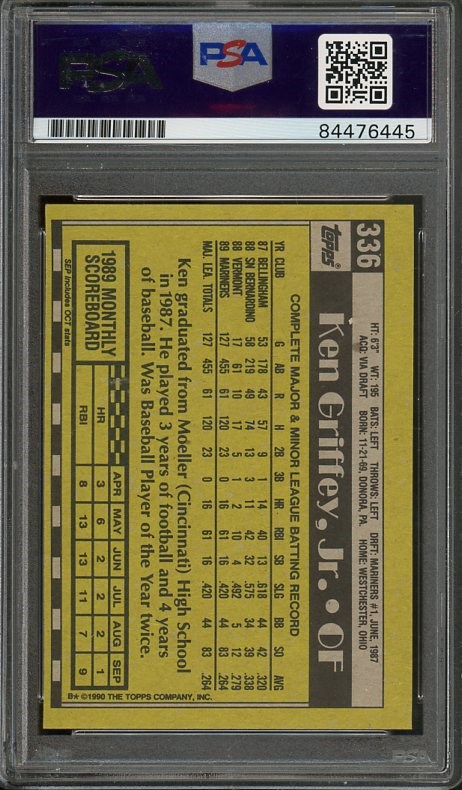 PSA
PSA
84476445
336
Topps®
Ken Griffey, Jr. • OF
HT: 6'3" WT: 195 BATS: LEFT THROWS: LEFT DRFT: MARINERS #1, JUNE, 1987
ACQ: VIA DRAFT BORN: 11-21-69, DONORA, PA. HOME: WESTCHESTER, OHIO
COMPLETE MAJOR & MINOR LEAGUE BATTING RECORD
YR CLUB G AB R H 2B 3B HR RBI SB SLG BB SO AVG
87 BELLINGHAM 53 178 43 57 9 1 14 40 13 .618 44 42 .320
88 SN BERNARDINO 58 219 49 74 13 3 11 42 32 .575 34 39 .338
88 VERMONT 17 61 10 17 5 1 2 10 4 .492 5 12 .279
89 MARINERS 127 455 61 120 23 0 16 61 16 .420 44 83 .264
MAJ. LEA. TOTALS 127 455 61 120 23 0 16 61 16 .420 44 83 .264
Ken graduated from Moeller (Cincinnati) High School
in 1987. He played 3 years of football and 4 years
of baseball. Was Baseball Player of the Year twice.
1989 MONTHLY
SCOREBOARD
APR MAY JUN JUL AUG SEP
HR 3 6 2 2 2 1
RBI 8 13 13 11 7 9
SEP includes OCT stats
B* ©1990 THE TOPPS COMPANY, INC.